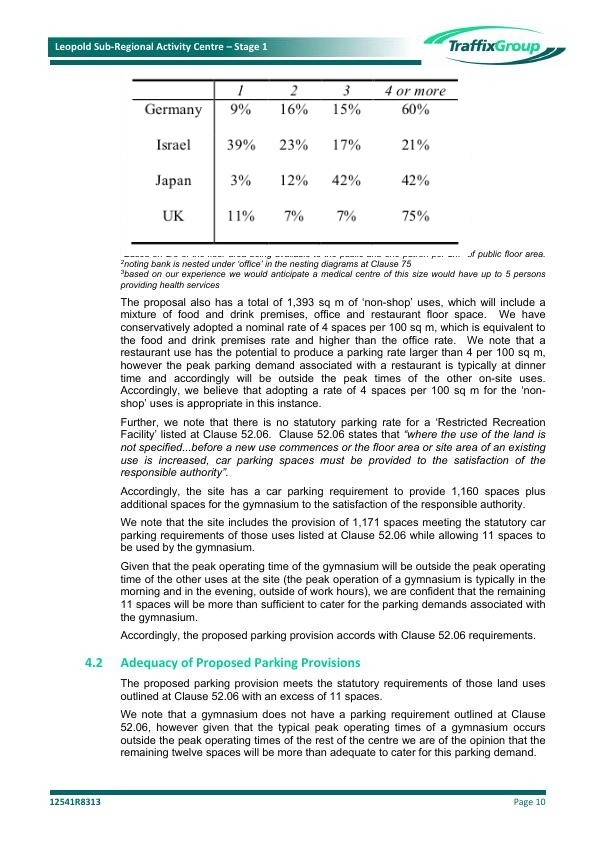 Leopold Sub-Regional Activity Centre – Stage 1
TraffixGroup
1 2 3 4 or more
Germany 9% 16% 15% 60%
Israel 39% 23% 17% 21%
Japan 3% 12% 42% 42%
UK 11% 7% 7% 75%
of public floor area.
²noting bank is nested under 'office' in the nesting diagrams at Clause 75
³based on our experience we would anticipate a medical centre of this size would have up to 5 persons
providing health services
The proposal also has a total of 1,393 sq m of 'non-shop' uses, which will include a
mixture of food and drink premises, office and restaurant floor space. We have
conservatively adopted a nominal rate of 4 spaces per 100 sq m, which is equivalent to
the food and drink premises rate and higher than the office rate. We note that a
restaurant use has the potential to produce a parking rate larger than 4 per 100 sq m,
however the peak parking demand associated with a restaurant is typically at dinner
time and accordingly will be outside the peak times of the other on-site uses.
Accordingly, we believe that adopting a rate of 4 spaces per 100 sq m for the 'non-
shop' uses is appropriate in this instance.
Further, we note that there is no statutory parking rate for a 'Restricted Recreation
Facility' listed at Clause 52.06. Clause 52.06 states that "where the use of the land is
not specified...before a new use commences or the floor area or site area of an existing
use is increased, car parking spaces must be provided to the satisfaction of the
responsible authority".
Accordingly, the site has a car parking requirement to provide 1,160 spaces plus
additional spaces for the gymnasium to the satisfaction of the responsible authority.
We note that the site includes the provision of 1,171 spaces meeting the statutory car
parking requirements of those uses listed at Clause 52.06 while allowing 11 spaces to
be used by the gymnasium.
Given that the peak operating time of the gymnasium will be outside the peak operating
time of the other uses at the site (the peak operation of a gymnasium is typically in the
morning and in the evening, outside of work hours), we are confident that the remaining
11 spaces will be more than sufficient to cater for the parking demands associated with
the gymnasium.
Accordingly, the proposed parking provision accords with Clause 52.06 requirements.
4.2 Adequacy of Proposed Parking Provisions
The proposed parking provision meets the statutory requirements of those land uses
outlined at Clause 52.06 with an excess of 11 spaces.
We note that a gymnasium does not have a parking requirement outlined at Clause
52.06, however given that the typical peak operating times of a gymnasium occurs
outside the peak operating times of the rest of the centre we are of the opinion that the
remaining twelve spaces will be more than adequate to cater for this parking demand.
12541R8313 Page 10